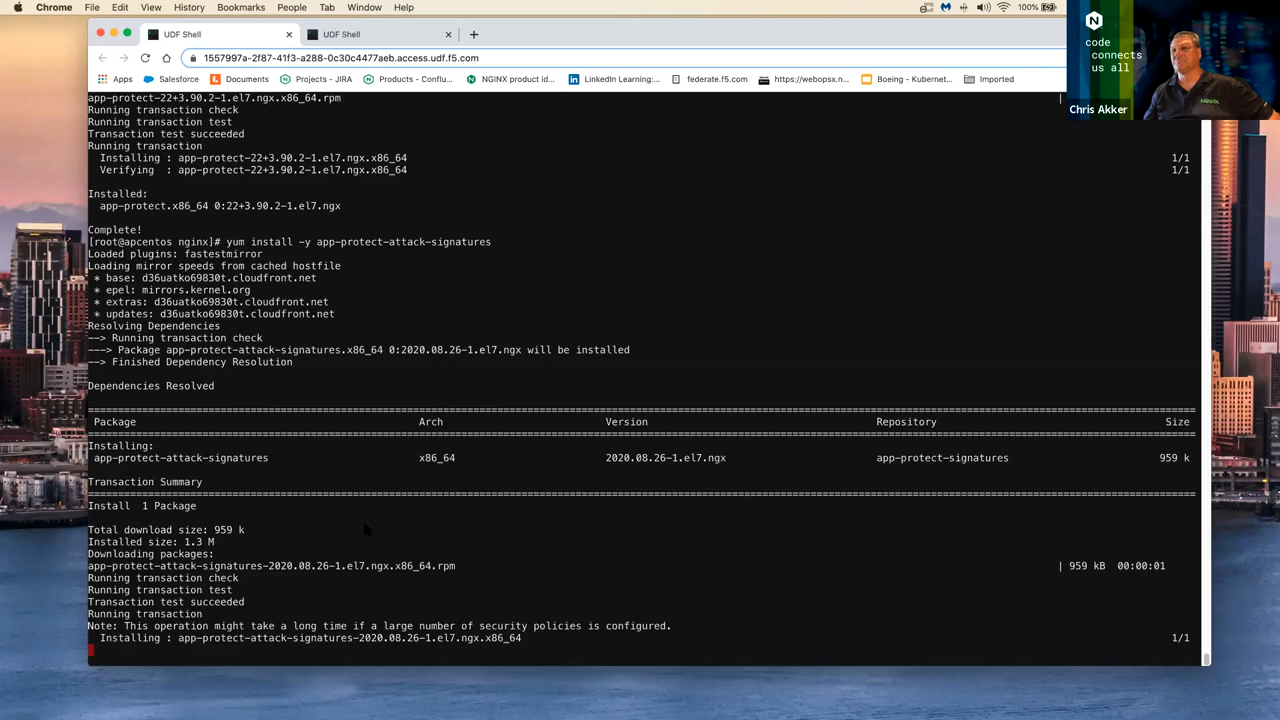 Chrome File Edit View History Bookmarks People Tab Window Help 100%
UDF Shell UDF Shell
1557997a-2f87-41f3-a288-0c30c4477aeb.access.udf.f5.com
Apps Salesforce Documents Projects - JIRA Products - Conflu... NGINX product id... LinkedIn Learning:... federate.f5.com https://webopsx.n... Boeing - Kubernet... Imported
code
connects
us all
Chris Akker
app-protect-22+3.90.2-1.el7.ngx.x86_64.rpm |
Running transaction check
Running transaction test
Transaction test succeeded
Running transaction
Installing : app-protect-22+3.90.2-1.el7.ngx.x86_64 1/1
Verifying : app-protect-22+3.90.2-1.el7.ngx.x86_64 1/1
Installed:
app-protect.x86_64 0:22+3.90.2-1.el7.ngx
Complete!
[root@apcentos nginx]# yum install -y app-protect-attack-signatures
Loaded plugins: fastestmirror
Loading mirror speeds from cached hostfile
* base: d36uatko69830t.cloudfront.net
* epel: mirrors.kernel.org
* extras: d36uatko69830t.cloudfront.net
* updates: d36uatko69830t.cloudfront.net
Resolving Dependencies
--> Running transaction check
---> Package app-protect-attack-signatures.x86_64 0:2020.08.26-1.el7.ngx will be installed
--> Finished Dependency Resolution
Dependencies Resolved
Package Arch Version Repository Size
Installing:
app-protect-attack-signatures x86_64 2020.08.26-1.el7.ngx app-protect-signatures 959 k
Transaction Summary
Install 1 Package
Total download size: 959 k
Installed size: 1.3 M
Downloading packages:
app-protect-attack-signatures-2020.08.26-1.el7.ngx.x86_64.rpm | 959 kB 00:00:01
Running transaction check
Running transaction test
Transaction test succeeded
Running transaction
Note: This operation might take a long time if a large number of security policies is configured.
Installing : app-protect-attack-signatures-2020.08.26-1.el7.ngx.x86_64 1/1